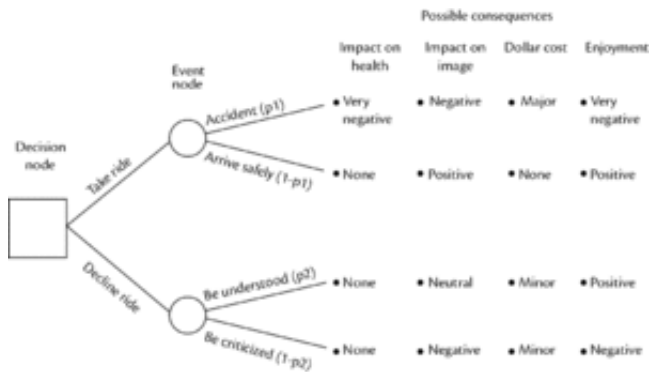 Possible consequences
Impact on health
Impact on image
Dollar cost
Enjoyment
Event node
Decision node
Take ride
Accident (p1)
• Very negative
• Negative
• Major
• Very negative
Arrive safely (1-p1)
• None
• Positive
• None
• Positive
Decline ride
Be understood (p2)
• None
• Neutral
• Minor
• Positive
Be criticized (1-p2)
• None
• Negative
• Minor
• Negative